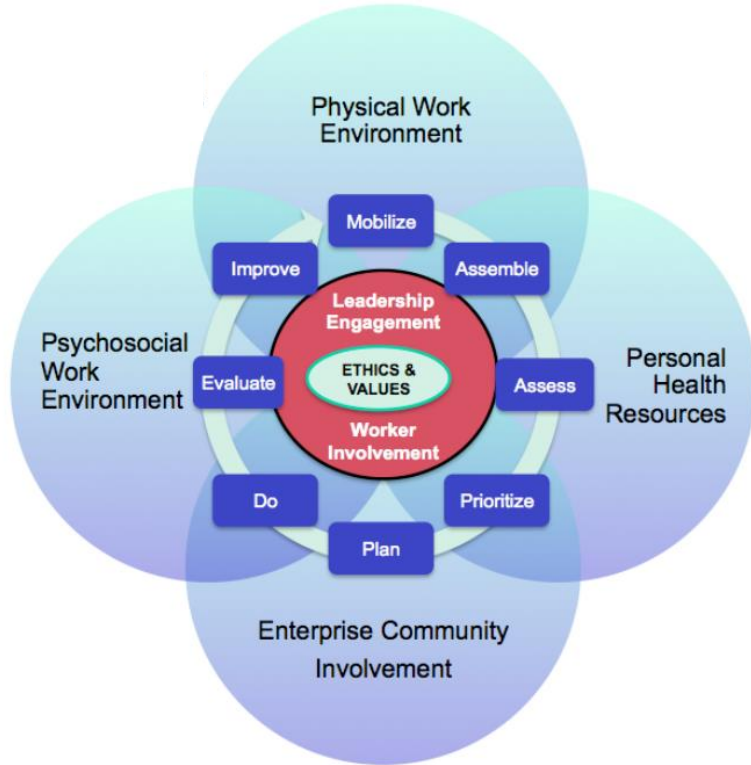 Physical Work
Environment
Mobilize
Improve
Assemble
Leadership
Engagement
Psychosocial
Work
Environment
Evaluate
ETHICS &
VALUES
Assess
Personal
Health
Resources
Worker
Involvement
Do
Prioritize
Plan
Enterprise Community
Involvement